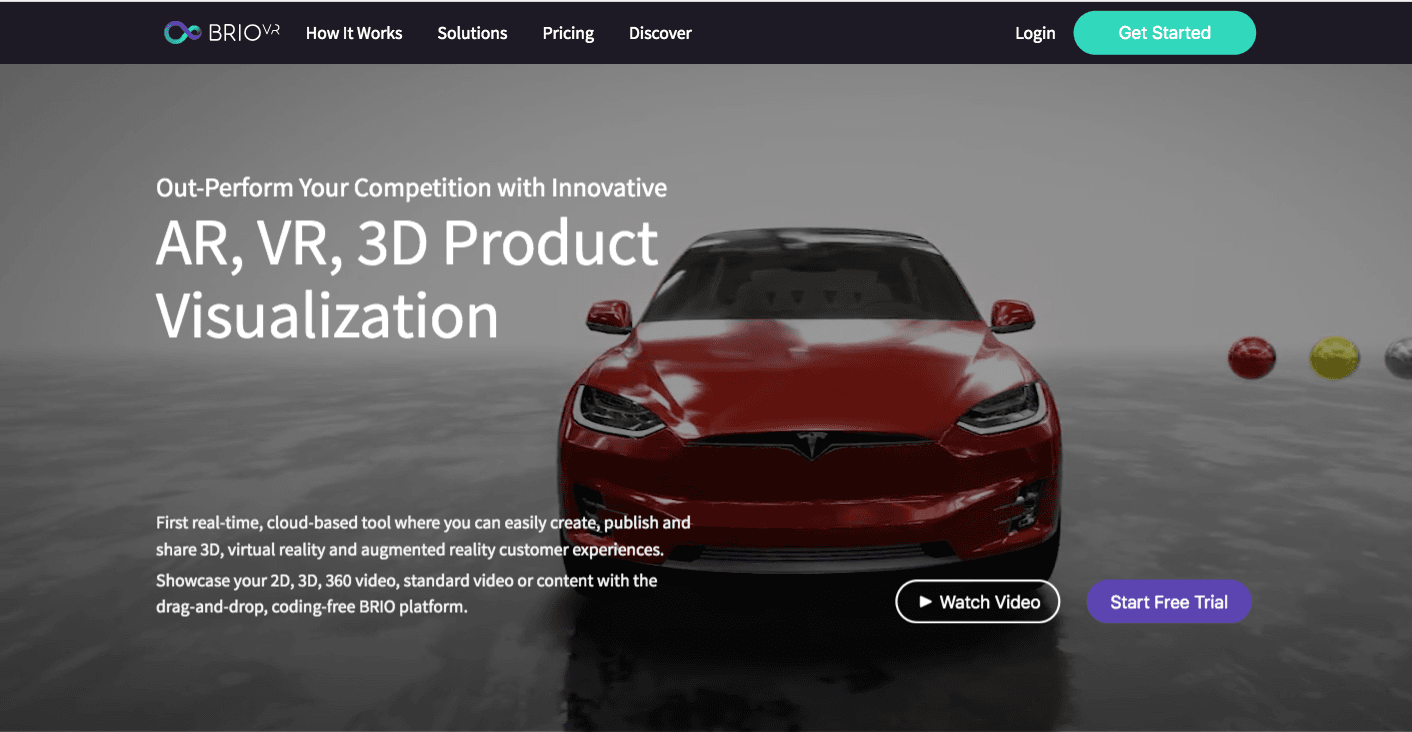 BRIO VR
How It Works
Solutions
Pricing
Discover
Login
Get Started
Out-Perform Your Competition with Innovative
AR, VR, 3D Product
Visualization
First real-time, cloud-based tool where you can easily create, publish and
share 3D, virtual reality and augmented reality customer experiences.
Showcase your 2D, 3D, 360 video, standard video or content with the
drag-and-drop, coding-free BRIO platform.
Watch Video
Start Free Trial